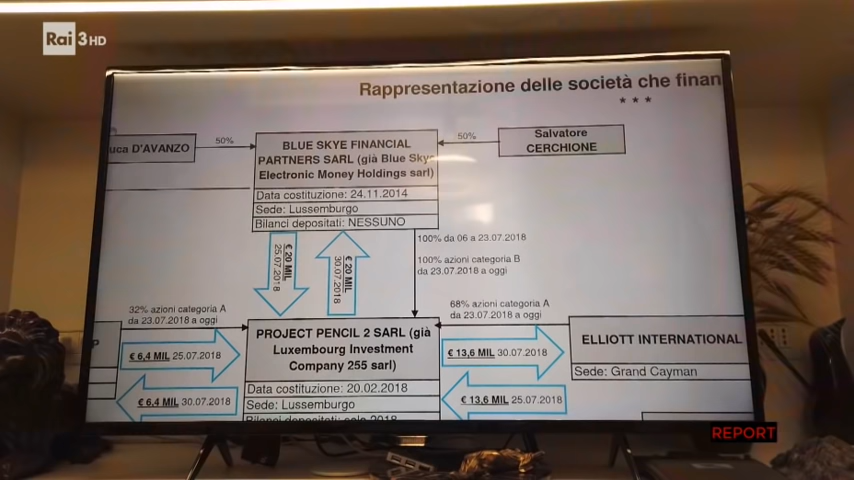 Rai 3 HD
Rappresentazione delle società che finan
***
uca D'AVANZO
50%
BLUE SKYE FINANCIAL
PARTNERS SARL (già Blue Skye
Electronic Money Holdings sarl)
50%
Salvatore
CERCHIONE
Data costituzione: 24.11.2014
Sede: Lussemburgo
Bilanci depositati: NESSUNO
€ 20 MIL
25.07.2018
€ 20 MIL
30.07.2018
100% da 06 a 23.07.2018
100% azioni categoria B
da 23.07.2018 a oggi
32% azioni categoria A
da 23.07.2018 a oggi
68% azioni categoria A
da 23.07.2018 a oggi
P
€ 6,4 MIL 25.07.2018
€ 6,4 MIL 30.07.2018
PROJECT PENCIL 2 SARL (già
Luxembourg Investment
Company 255 sarl)
Data costituzione: 20.02.2018
Sede: Lussemburgo
Bilanci depositati: solo 2018
€ 13,6 MIL 30.07.2018
€ 13,6 MIL 25.07.2018
ELLIOTT INTERNATIONAL
Sede: Grand Cayman
REPORT